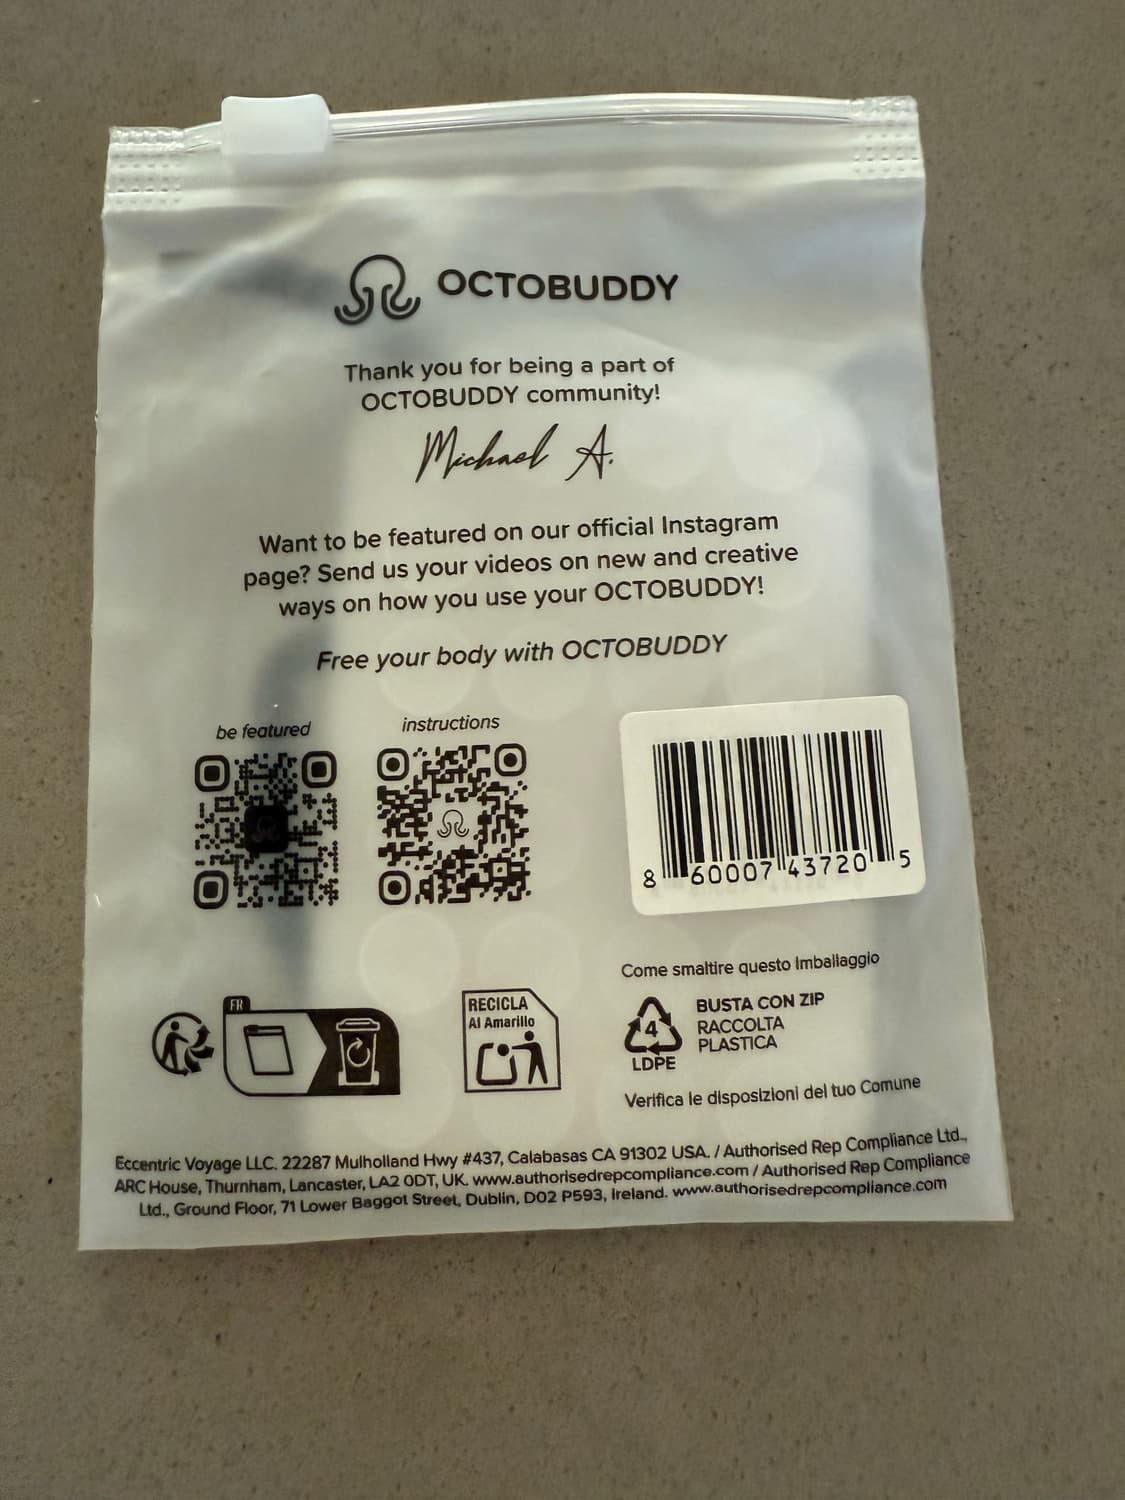 OCTOBUDDY
Thank you for being a part of
OCTOBUDDY community!
Michael A.
Want to be featured on our official Instagram
page? Send us your videos on new and creative
ways on how you use your OCTOBUDDY!
Free your body with OCTOBUDDY
be featured
instructions
8 60007 43720 5
Come smaltire questo Imballaggio
FR
RECICLA
Al Amarillo
4
LDPE
BUSTA CON ZIP
RACCOLTA
PLASTICA
Verifica le disposizioni del tuo Comune
Eccentric Voyage LLC. 22287 Mulholland Hwy #437, Calabasas CA 91302 USA. / Authorised Rep Compliance Ltd.,
ARC House, Thurnham, Lancaster, LA2 0DT, UK. www.authorisedrepcompliance.com / Authorised Rep Compliance
Ltd., Ground Floor, 71 Lower Baggot Street, Dublin, D02 P593, Ireland. www.authorisedrepcompliance.com